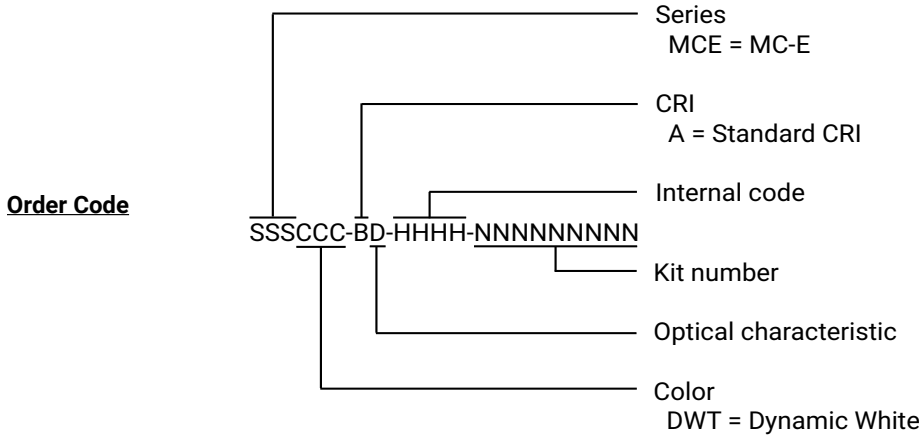 Series
MCE = MC-E
CRI
A = Standard CRI
Internal code
Order Code
SSSCCC-BD-HHHH-NNNNNNNNN
Kit number
Optical characteristic
Color
DWT = Dynamic White